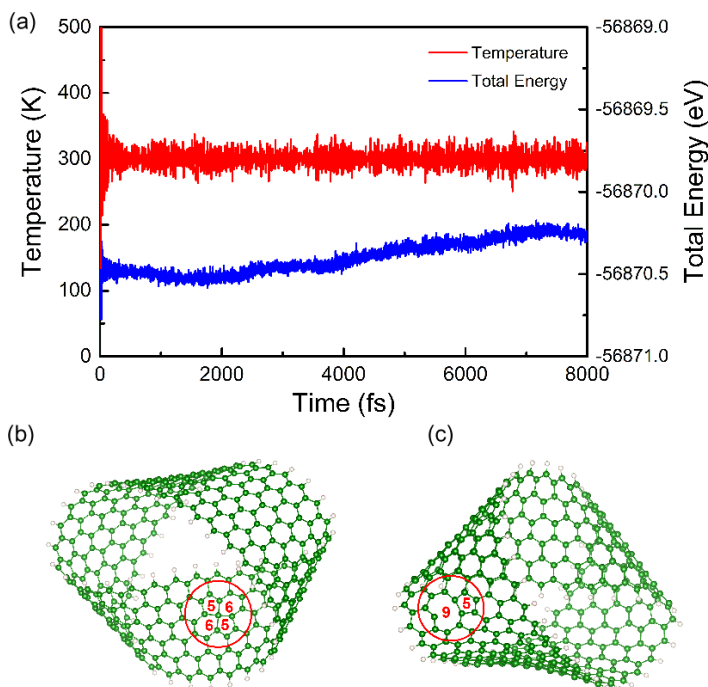 (a)
500
400
300
200
100
0
Temperature (K)
Temperature
Total Energy
-56869.0
-56869.5
-56870.0
-56870.5
-56871.0
Total Energy (eV)
0 2000 4000 6000 8000
Time (fs)
(b)
(c)
5 6
6 5
9 5